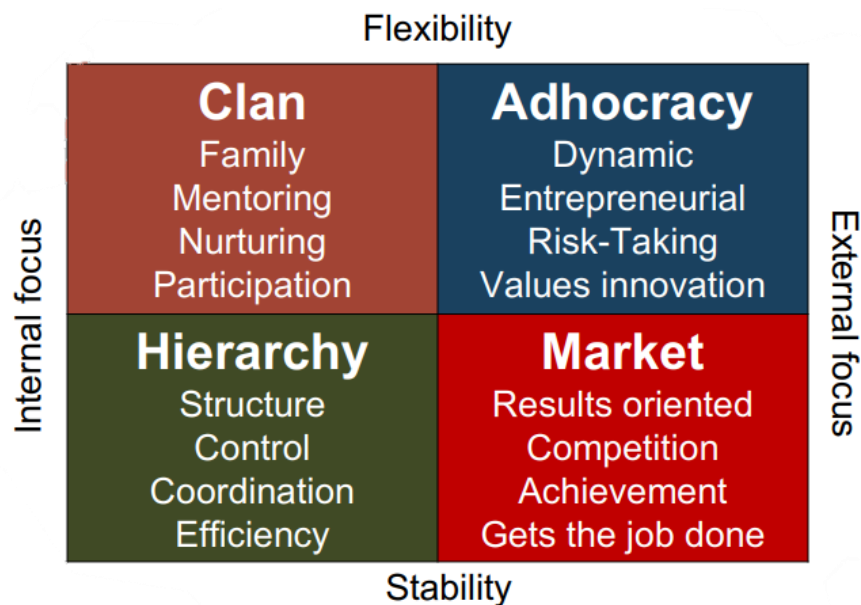 Flexibility
Clan
Family
Mentoring
Nurturing
Participation
Adhocracy
Dynamic
Entrepreneurial
Risk-Taking
Values innovation
Internal focus
External focus
Hierarchy
Structure
Control
Coordination
Efficiency
Market
Results oriented
Competition
Achievement
Gets the job done
Stability